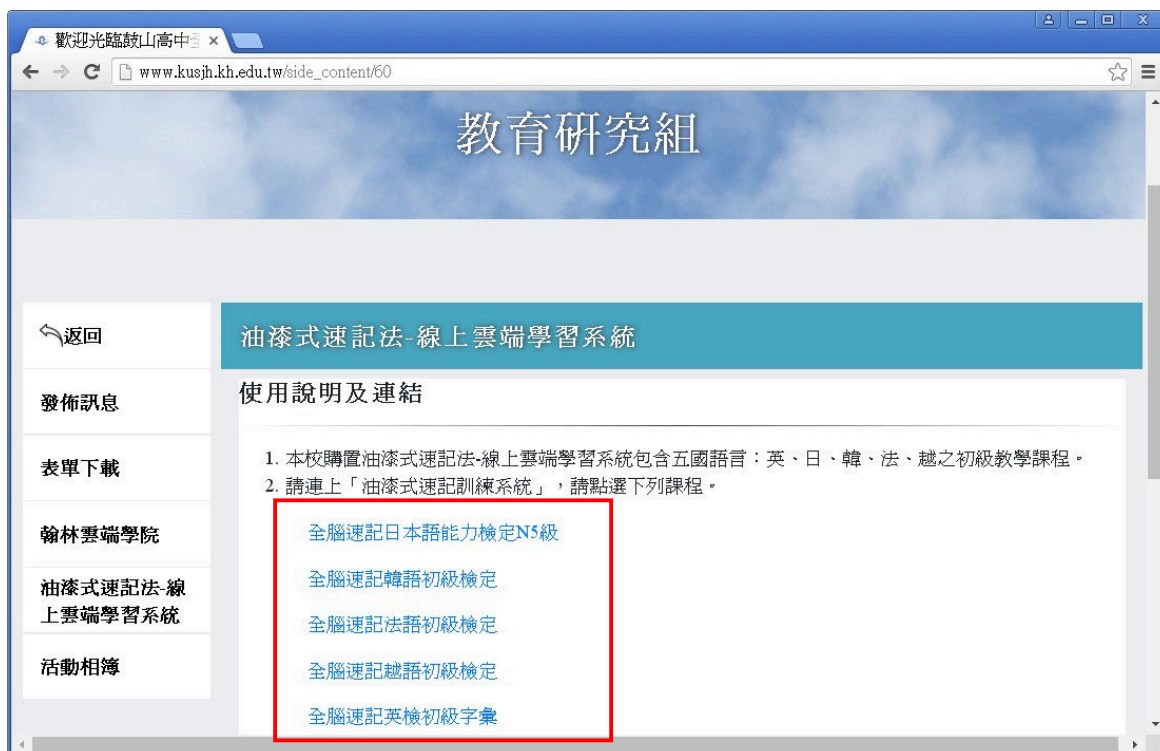 歡迎光臨鼓山高中
www.kusjh.kh.edu.tw/side_content/60
教育研究組
返回
發佈訊息
表單下載
翰林雲端學院
油漆式速記法-線
上雲端學習系統
活動相簿
油漆式速記法-線上雲端學習系統
使用說明及連結
1. 本校購置油漆式速記法-線上雲端學習系統包含五國語言：英、日、韓、法、越之初級教學課程。
2. 請連上「油漆式速記訓練系統」，請點選下列課程。
全腦速記日本語能力檢定N5級
全腦速記韓語初級檢定
全腦速記法語初級檢定
全腦速記越語初級檢定
全腦速記英檢初級字彙